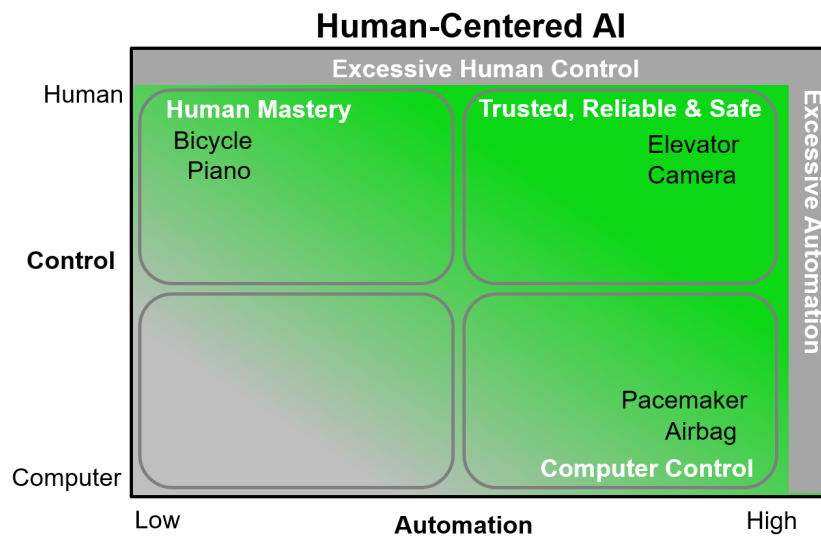 Human-Centered AI
Excessive Human Control
Human
Human Mastery
Trusted, Reliable & Safe
Bicycle
Piano
Elevator
Camera
Excessive Automation
Control
Pacemaker
Airbag
Computer Control
Computer
Low
Automation
High